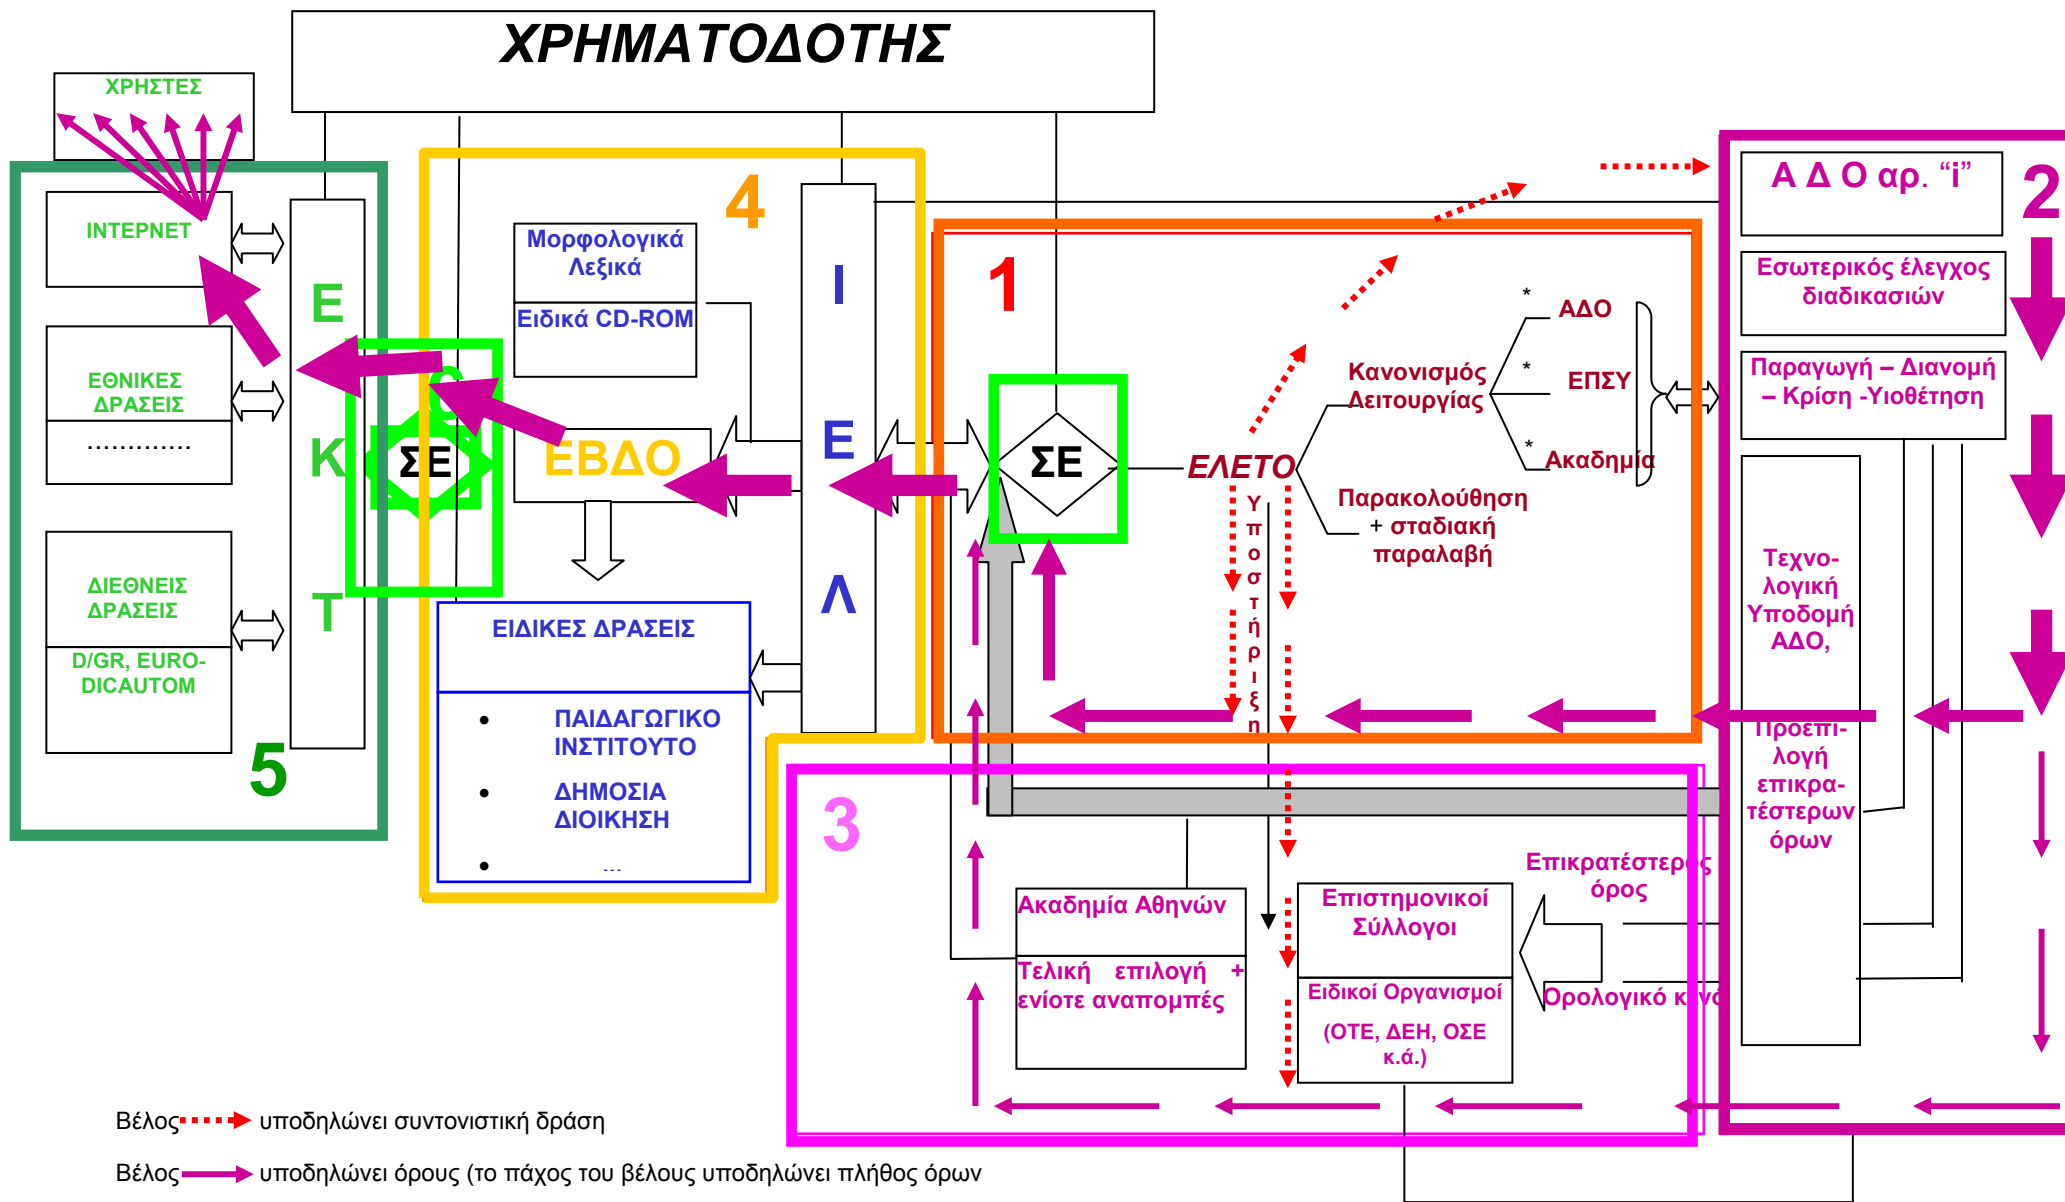 ΧΡΗΜΑΤΟΔΟΤΗΣ
ΧΡΗΣΤΕΣ
ΙΝΤΕΡΝΕΤ
ΕΘΝΙΚΕΣ
ΔΡΑΣΕΙΣ
.............
ΔΙΕΘΝΕΙΣ
ΔΡΑΣΕΙΣ
D/GR, EURO-
DICAUTOM
5
Ε
Κ
Τ
ΣΕ
4
Μορφολογικά
Λεξικά
Ειδικά CD-ROM
ΕΒΔΟ
ΕΙΔΙΚΕΣ ΔΡΑΣΕΙΣ
• ΠΑΙΔΑΓΩΓΙΚΟ
ΙΝΣΤΙΤΟΥΤΟ
• ΔΗΜΟΣΙΑ
ΔΙΟΙΚΗΣΗ
• ...
Ι
Ε
Λ
1
ΣΕ
ΕΛΕΤΟ
Κανονισμός
Λειτουργίας
* ΑΔΟ
* ΕΠΣΥ
* Ακαδημία
Παρακολούθηση
+ σταδιακή
παραλαβή
Υποστήριξη
2
Α Δ Ο αρ. “i”
Εσωτερικός έλεγχος
διαδικασιών
Παραγωγή – Διανομή
– Κρίση -Υιοθέτηση
Τεχνο-
λογική
Υποδομή
ΑΔΟ,
Προεπι-
λογή
επικρα-
τέστερων
όρων
3
Ακαδημία Αθηνών
Τελική επιλογή +
ενίοτε αναπομπές
Επιστημονικοί
Σύλλογοι
Ειδικοί Οργανισμοί
(ΟΤΕ, ΔΕΗ, ΟΣΕ
κ.ά.)
Επικρατέστερος
όρος
Ορολογικό κενό
Βέλος υποδηλώνει συντονιστική δράση
Βέλος υποδηλώνει όρους (το πάχος του βέλους υποδηλώνει πλήθος όρων